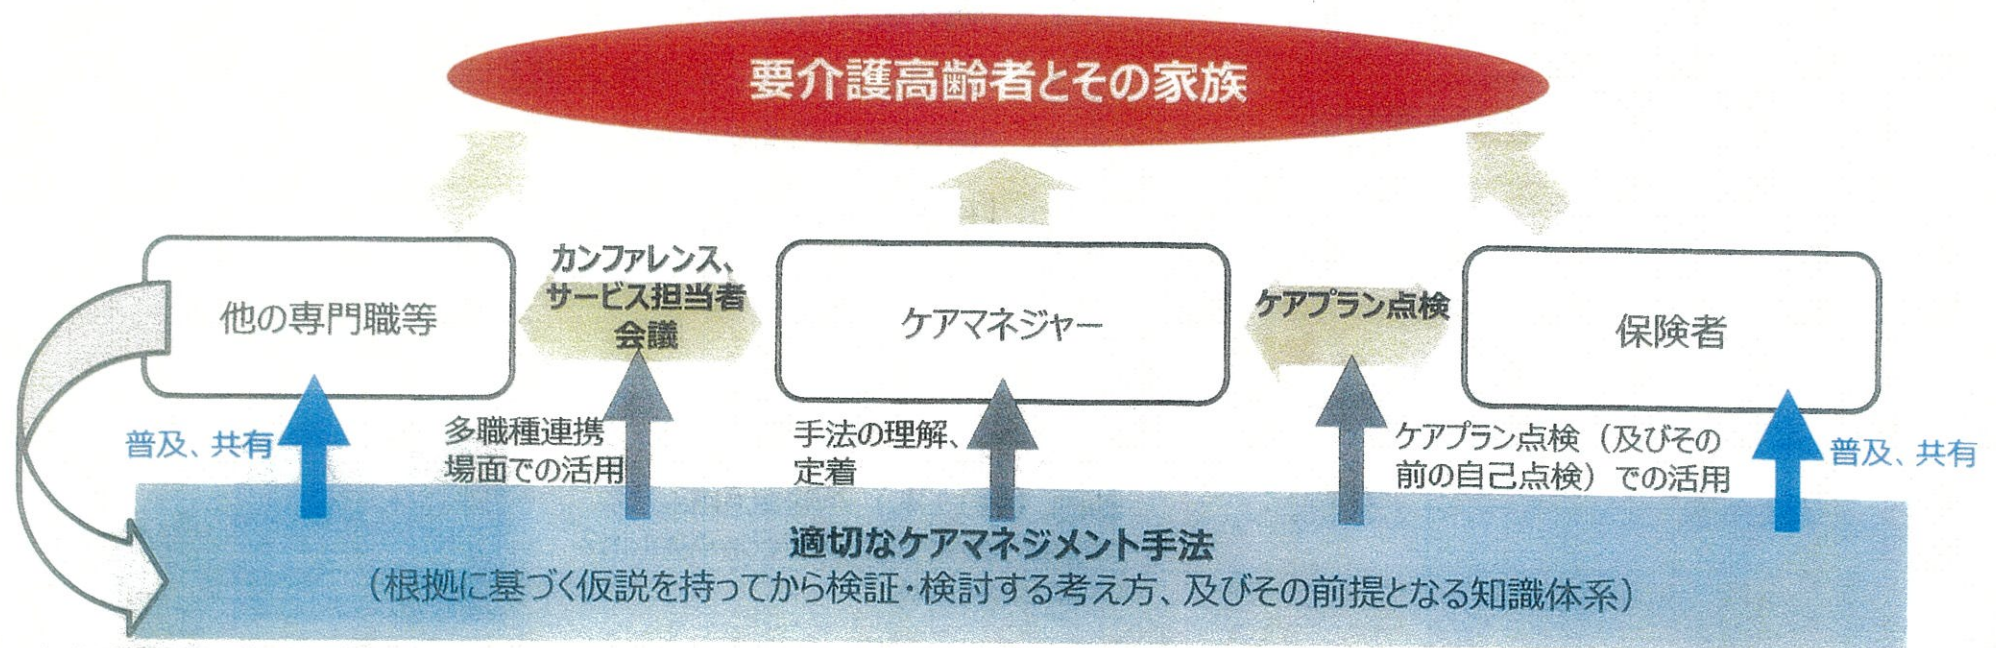 要介護高齢者とその家族
カンファレンス、
サービス担当者
会議
他の専門職等
ケアマネジャー
ケアプラン点検
保険者
普及、共有
多職種連携
場面での活用
手法の理解、
定着
ケアプラン点検（及びその
前の自己点検）での活用
普及、共有
適切なケアマネジメント手法
（根拠に基づく仮説を持ってから検証・検討する考え方、及びその前提となる知識体系）